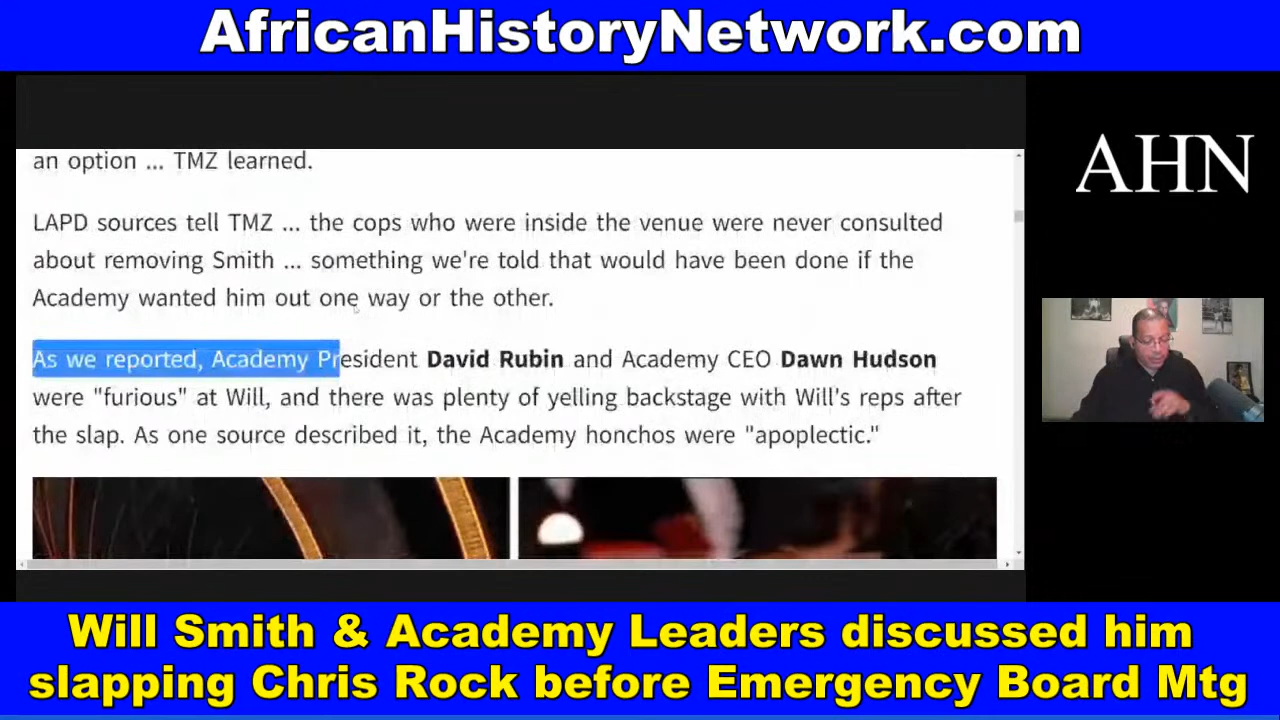 AfricanHistoryNetwork.com
an option ... TMZ learned.
LAPD sources tell TMZ ... the cops who were inside the venue were never consulted
about removing Smith ... something we're told that would have been done if the
Academy wanted him out one way or the other.
As we reported, Academy President David Rubin and Academy CEO Dawn Hudson
were "furious" at Will, and there was plenty of yelling backstage with Will's reps after
the slap. As one source described it, the Academy honchos were "apoplectic."
AHN
Will Smith & Academy Leaders discussed him
slapping Chris Rock before Emergency Board Mtg